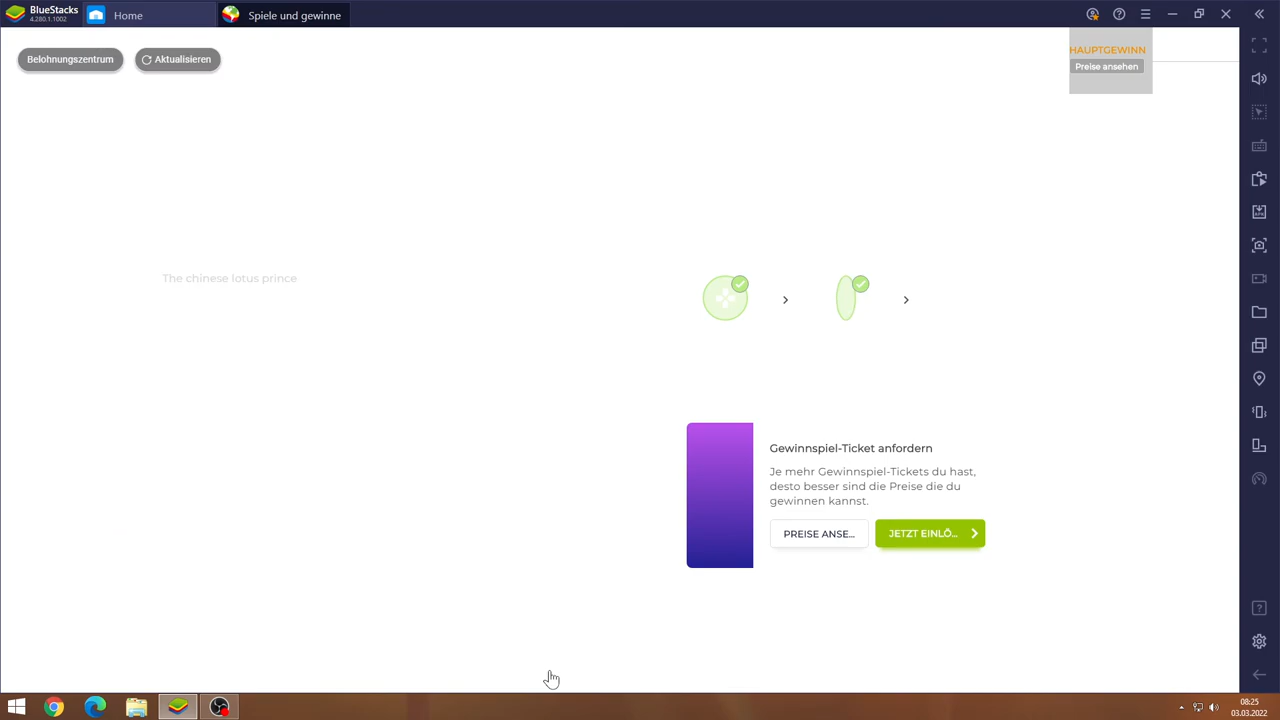 BlueStacks
4.280.1.1002
Home
Spiele und gewinne
Belohnungszentrum
Aktualisieren
HAUPTGEWINN
Preise ansehen
The chinese lotus prince
Gewinnspiel-Ticket anfordern
Je mehr Gewinnspiel-Tickets du hast,
desto besser sind die Preise die du
gewinnen kannst.
PREISE ANSE...
JETZT EINLÖ...
08:25
03.03.2022